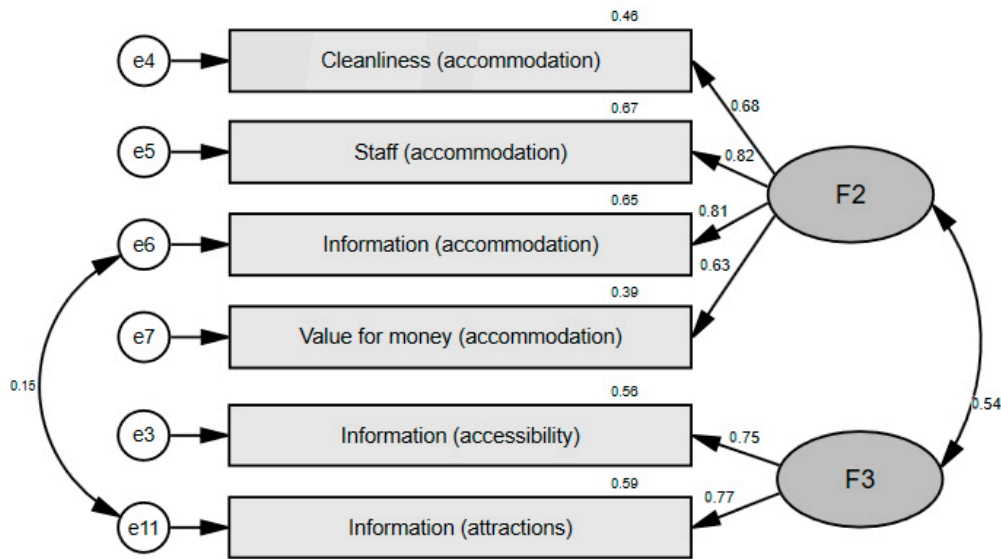 0.46
e4
Cleanliness (accommodation)
0.68
0.67
e5
Staff (accommodation)
0.82
F2
0.65
0.81
e6
Information (accommodation)
0.63
0.39
e7
Value for money (accommodation)
0.15
0.56
0.54
e3
Information (accessibility)
0.75
F3
0.59
0.77
e11
Information (attractions)